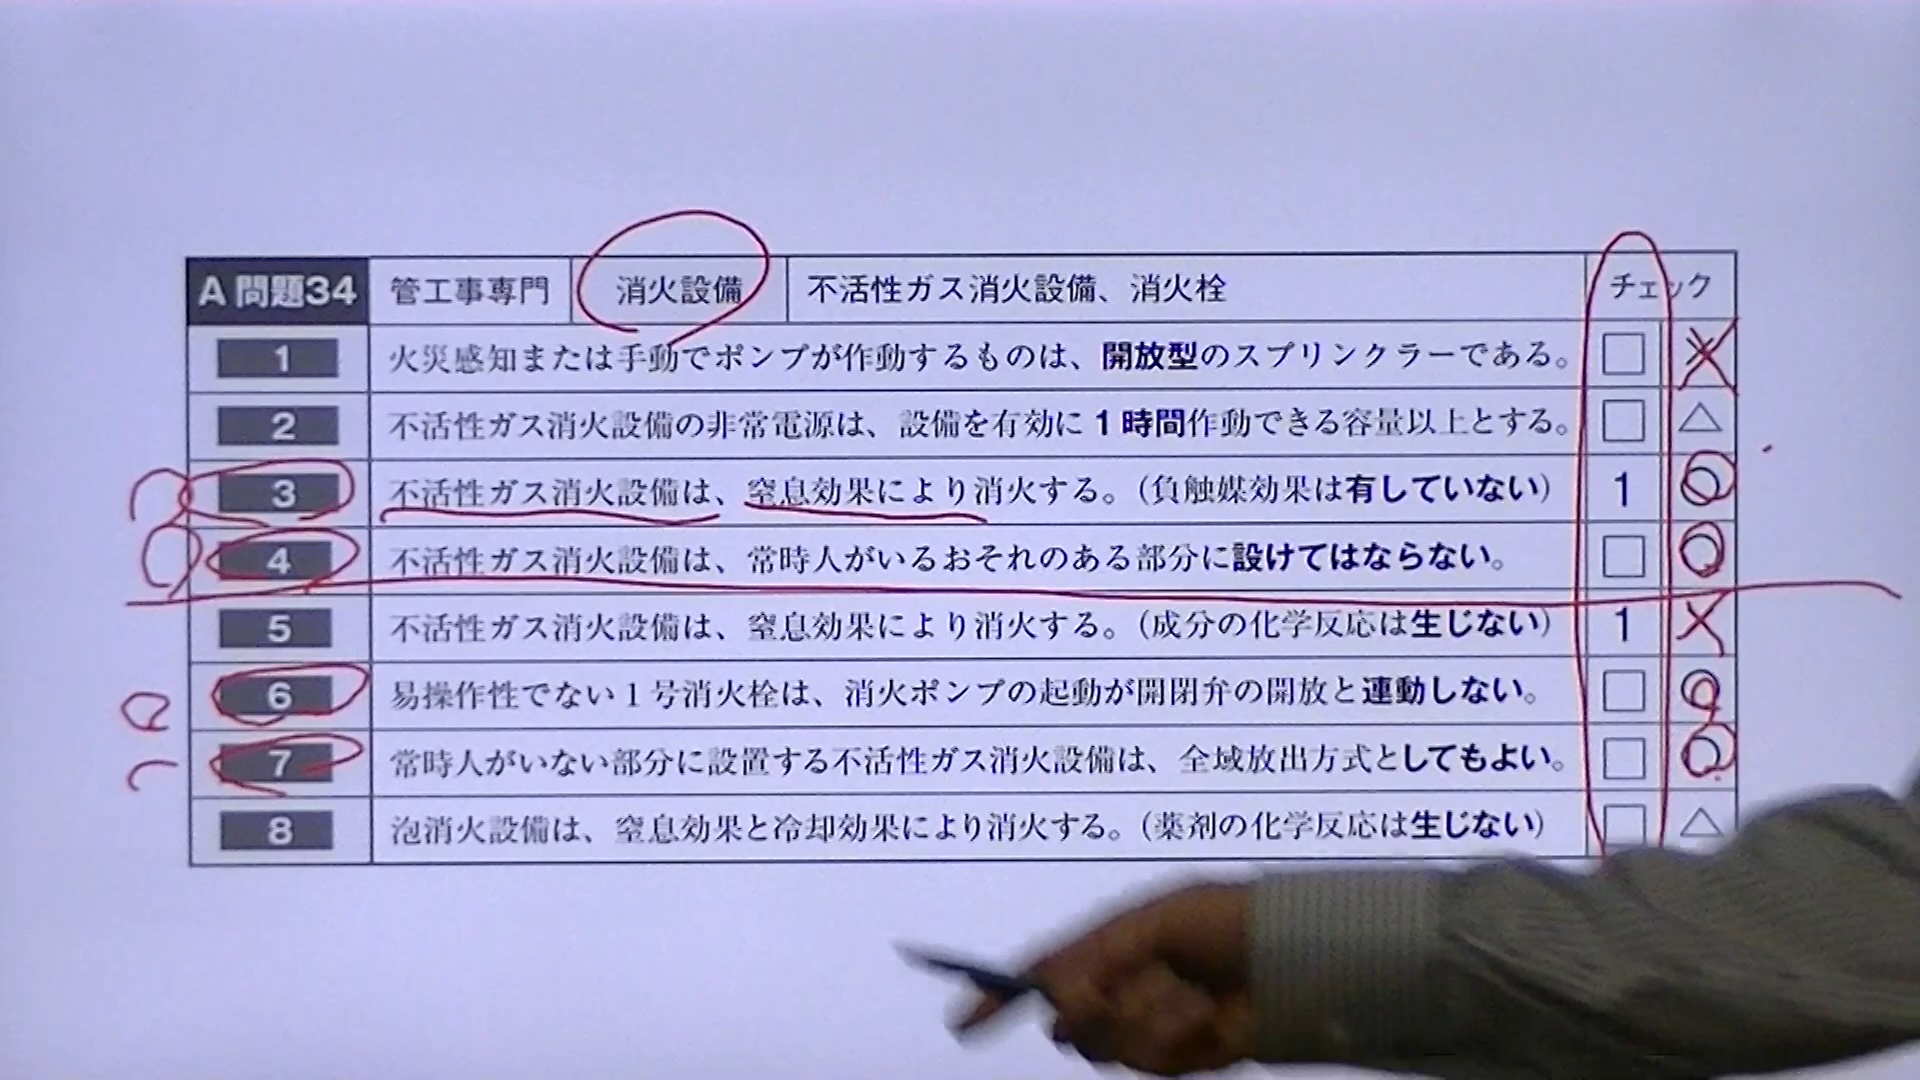 A 問題34 管工事専門 消火設備 不活性ガス消火設備、消火栓 チェック
1 火災感知または手動でポンプが作動するものは、開放型のスプリンクラーである。 □ ×
2 不活性ガス消火設備の非常電源は、設備を有効に1時間作動できる容量以上とする。 □ △
3 不活性ガス消火設備は、窒息効果により消火する。(負触媒効果は有していない) 1 ◎
4 不活性ガス消火設備は、常時人がいるおそれのある部分に設けてはならない。 □ ◎
5 不活性ガス消火設備は、窒息効果により消火する。(成分の化学反応は生じない) 1 ×
6 易操作性でない1号消火栓は、消火ポンプの起動が開閉弁の開放と連動しない。 □ ◎
7 常時人がいない部分に設置する不活性ガス消火設備は、全域放出方式としてもよい。 □ ◎
8 泡消火設備は、窒息効果と冷却効果により消火する。(薬剤の化学反応は生じない) □ △